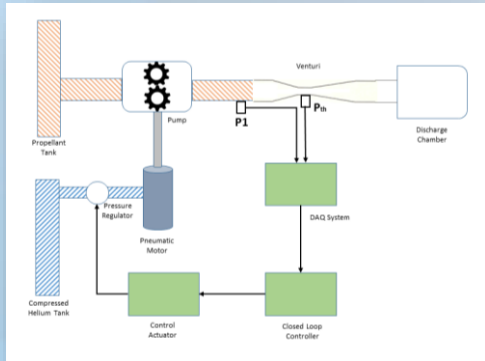 Venturi
Pump
P1
Pth
Propellant
Tank
Discharge
Chamber
Pressure
Regulator
DAQ System
Pneumatic
Motor
Compressed
Helium Tank
Control
Actuator
Closed Loop
Controller